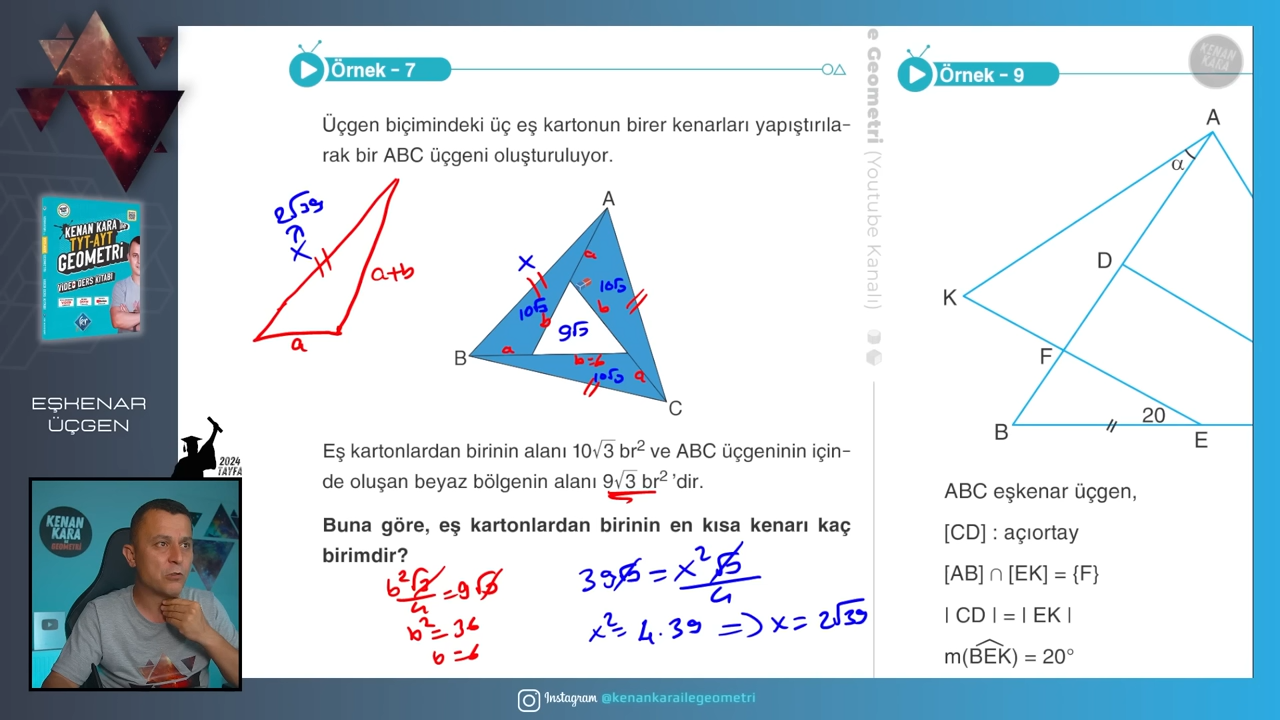 KENAN KARA
TYT-AYT
GEOMETRİ
VİDEO DERS KİTABI
EŞKENAR
ÜÇGEN
2024
TAYFA
KENAN
KARA
GEOMETRİ
Örnek – 7
Üçgen biçimindeki üç eş kartonun birer kenarları yapıştırıla-
rak bir ABC üçgeni oluşturuluyor.
2√39
x
a+b
a
A
B
C
x
a
10√3
b
10√3
b
9√3
a
b=6
10√3
a
Eş kartonlardan birinin alanı 10√3 br² ve ABC üçgeninin için-
de oluşan beyaz bölgenin alanı 9√3 br² 'dir.
Buna göre, eş kartonlardan birinin en kısa kenarı kaç
birimdir?
b²√3/4 = 9√3
b² = 36
b = 6
39√3 = x²√3/4
x² = 4.39 => x = 2√39
e Geometri (Youtube Kanalı)
Örnek – 9
KENAN
KARA
A
α
D
K
F
B
20
E
ABC eşkenar üçgen,
[CD] : açıortay
[AB] ∩ [EK] = {F}
| CD | = | EK |
m(BEK) = 20°
Instagram @kenankarailegeometri